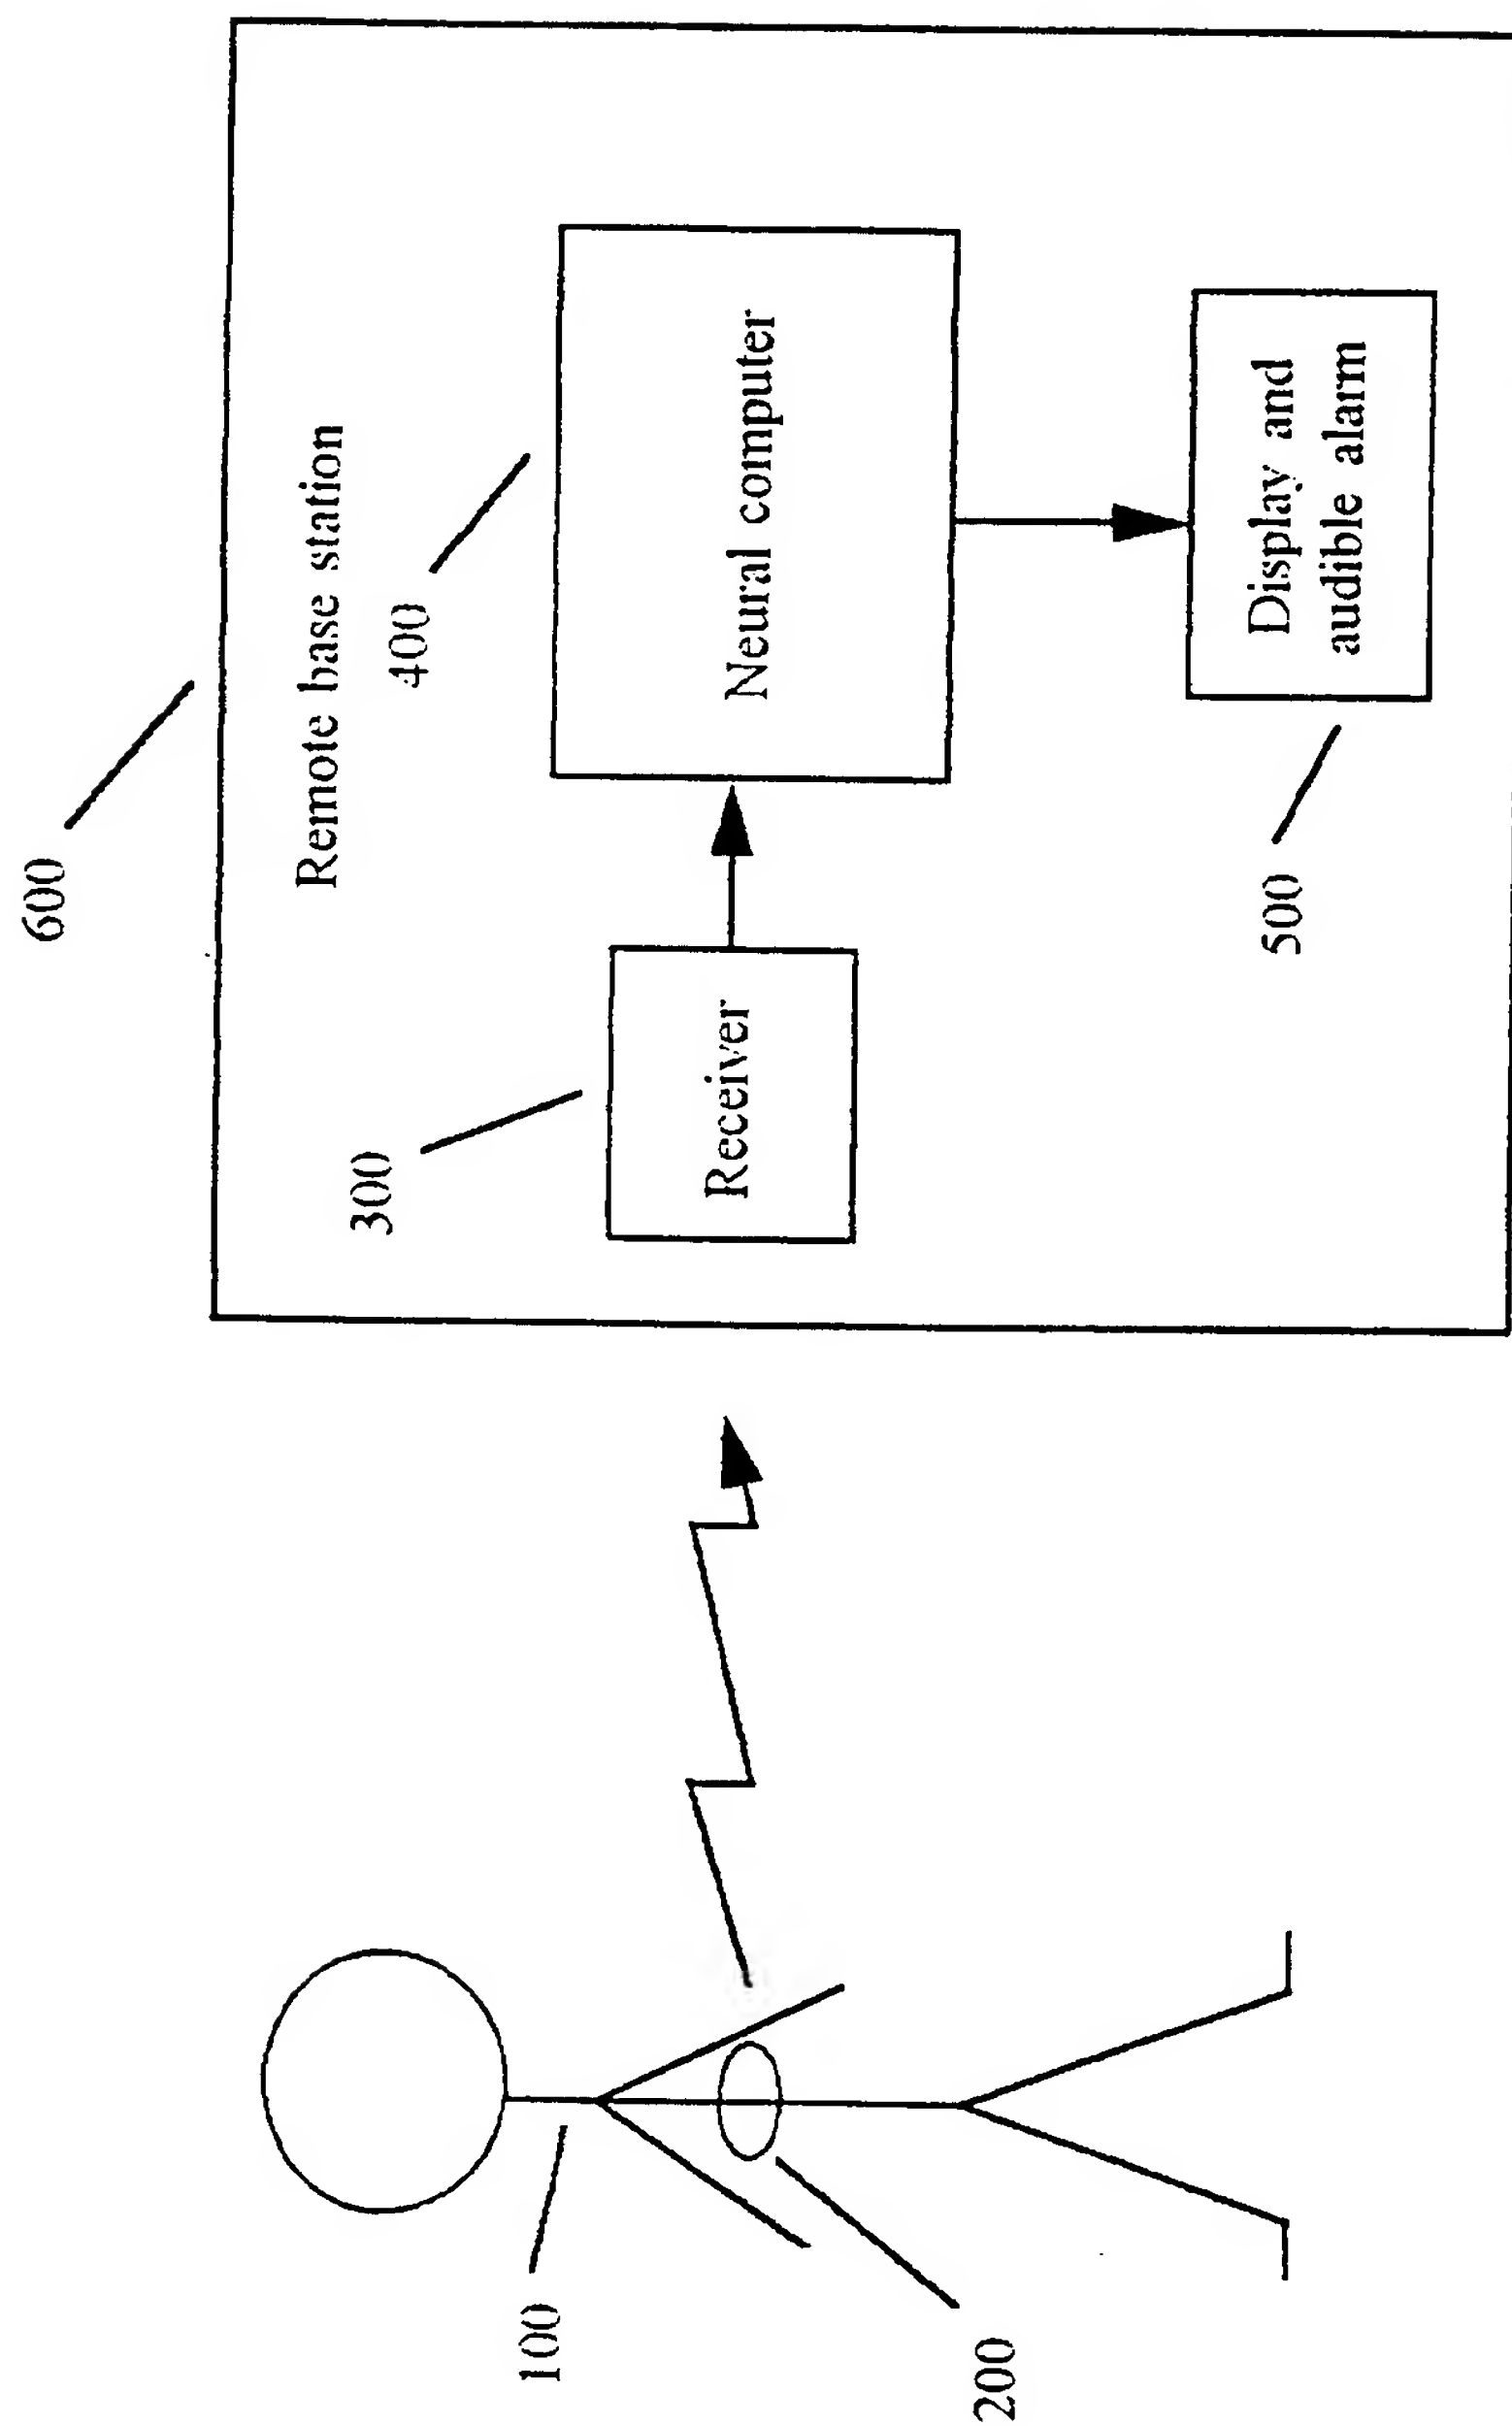 600
Remote base station
400
300
Receiver
Neural computer
500
Display and
audible alarm
100
200